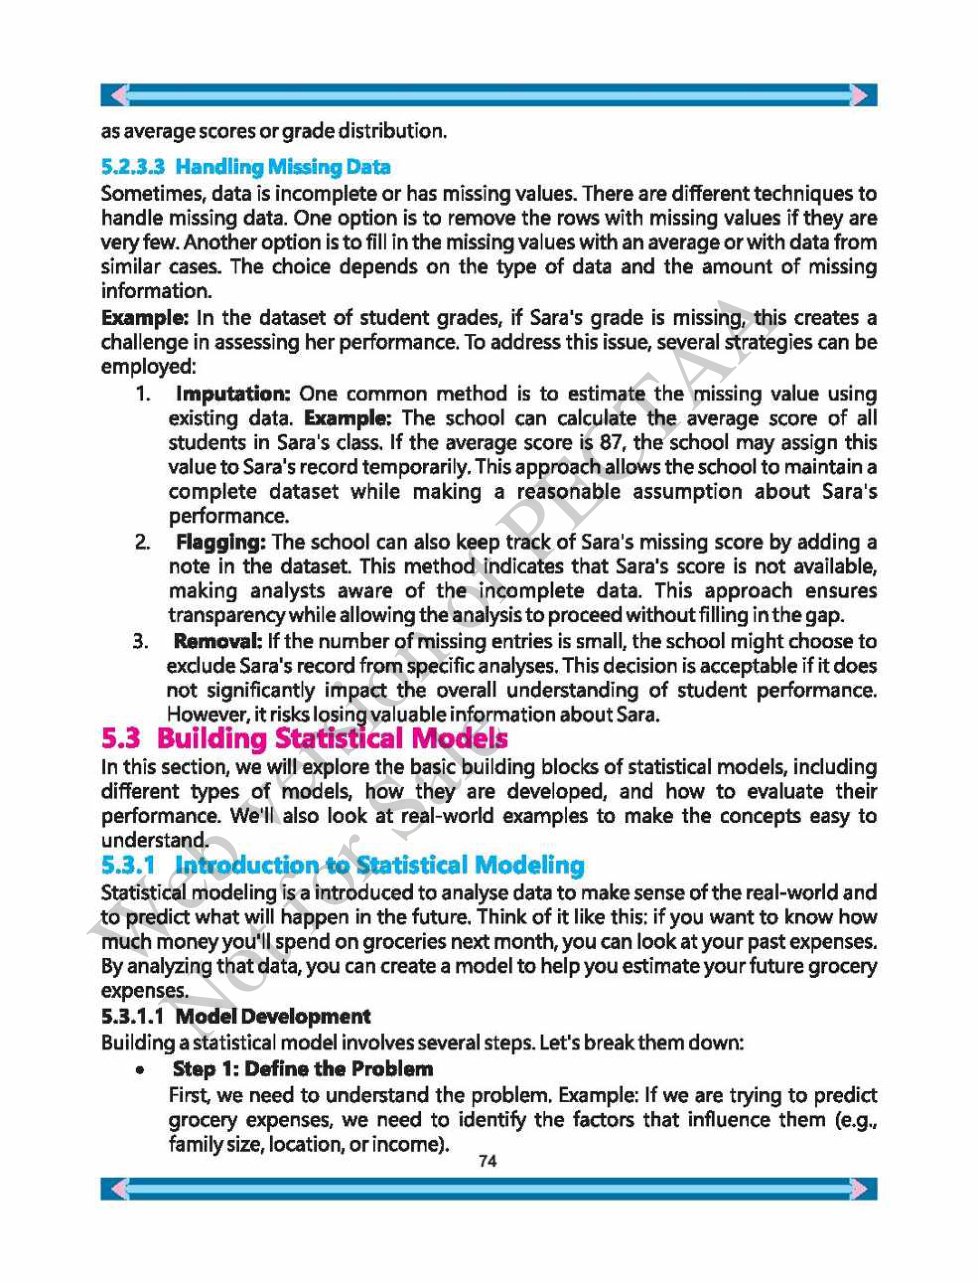 as average scores or grade distribution.
5.2.3.3 Handling Missing Data
Sometimes, data is incomplete or has missing values. There are different techniques to
handle missing data. One option is to remove the rows with missing values if they are
very few. Another option is to fill in the missing values with an average or with data from
similar cases. The choice depends on the type of data and the amount of missing
information.
Example: In the dataset of student grades, if Sara's grade is missing, this creates a
challenge in assessing her performance. To address this issue, several strategies can be
employed:
1. Imputation: One common method is to estimate the missing value using
existing data. Example: The school can calculate the average score of all
students in Sara's class. If the average score is 87, the school may assign this
value to Sara's record temporarily. This approach allows the school to maintain a
complete dataset while making a reasonable assumption about Sara's
performance.
2. Flagging: The school can also keep track of Sara's missing score by adding a
note in the dataset. This method indicates that Sara's score is not available,
making analysts aware of the incomplete data. This approach ensures
transparency while allowing the analysis to proceed without filling in the gap.
3. Removal: If the number of missing entries is small, the school might choose to
exclude Sara's record from specific analyses. This decision is acceptable if it does
not significantly impact the overall understanding of student performance.
However, it risks losing valuable information about Sara.
5.3 Building Statistical Models
In this section, we will explore the basic building blocks of statistical models, including
different types of models, how they are developed, and how to evaluate their
performance. We'll also look at real-world examples to make the concepts easy to
understand.
5.3.1 Introduction to Statistical Modeling
Statistical modeling is a introduced to analyse data to make sense of the real-world and
to predict what will happen in the future. Think of it like this: if you want to know how
much money you'll spend on groceries next month, you can look at your past expenses.
By analyzing that data, you can create a model to help you estimate your future grocery
expenses.
5.3.1.1 Model Development
Building a statistical model involves several steps. Let's break them down:
• Step 1: Define the Problem
First, we need to understand the problem. Example: If we are trying to predict
grocery expenses, we need to identify the factors that influence them (e.g.,
family size, location, or income).
74
Web Version of PECTAA
Not for Sale